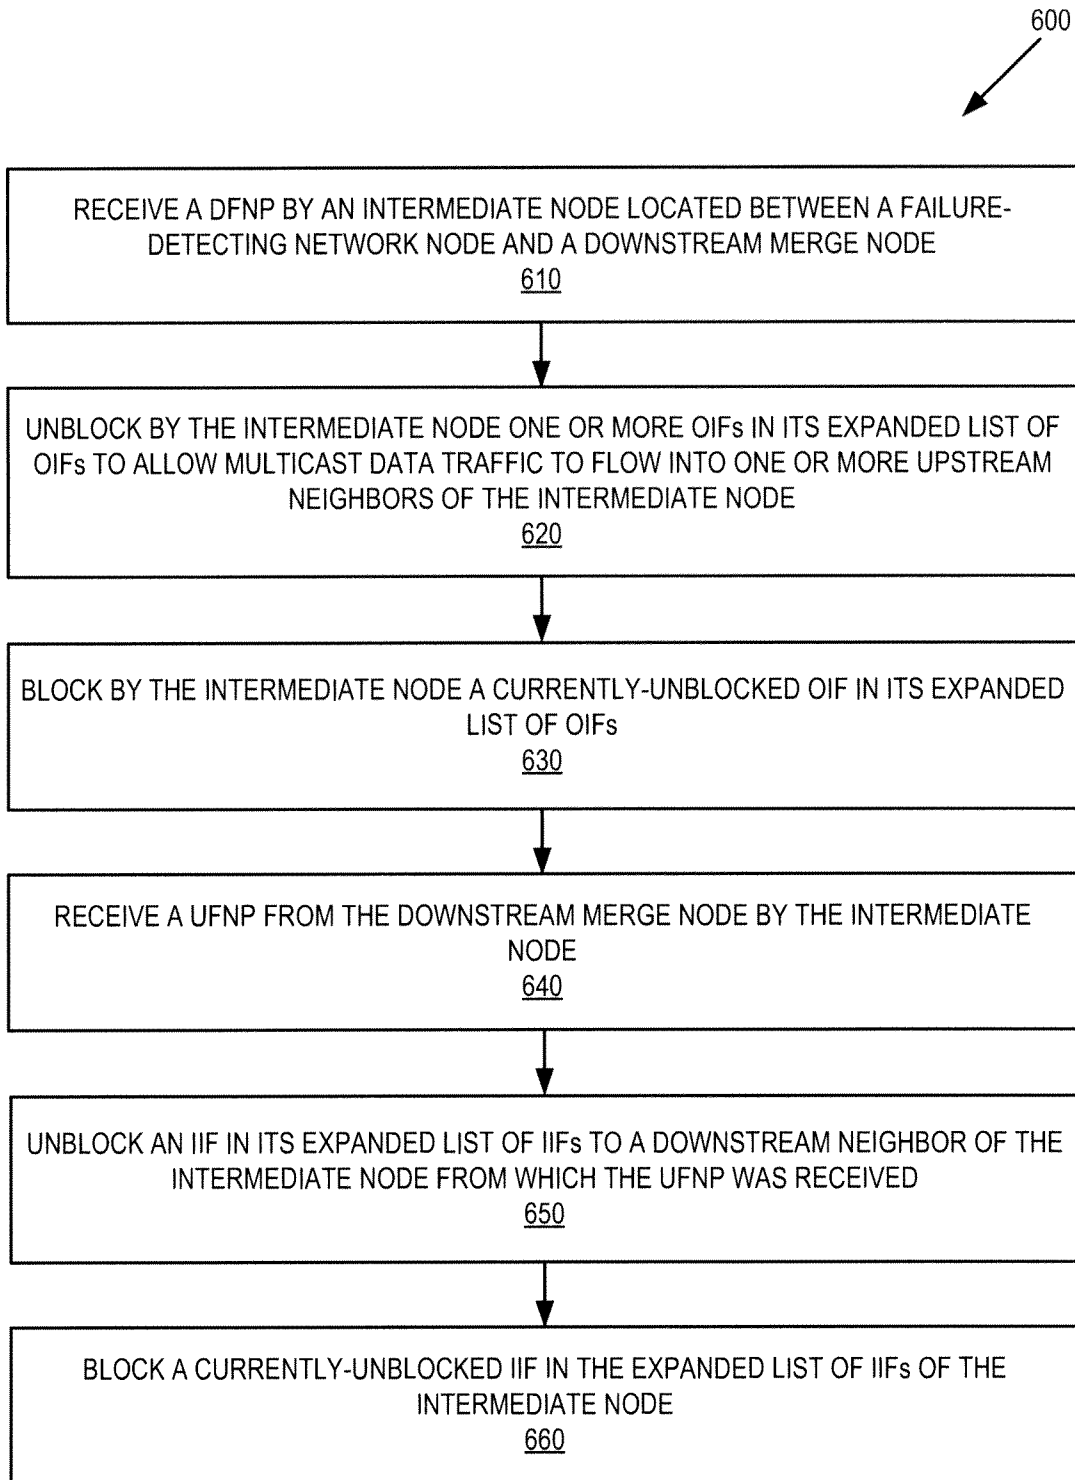 600
RECEIVE A DFNP BY AN INTERMEDIATE NODE LOCATED BETWEEN A FAILURE-
DETECTING NETWORK NODE AND A DOWNSTREAM MERGE NODE
610
UNBLOCK BY THE INTERMEDIATE NODE ONE OR MORE OIFs IN ITS EXPANDED LIST OF
OIFs TO ALLOW MULTICAST DATA TRAFFIC TO FLOW INTO ONE OR MORE UPSTREAM
NEIGHBORS OF THE INTERMEDIATE NODE
620
BLOCK BY THE INTERMEDIATE NODE A CURRENTLY-UNBLOCKED OIF IN ITS EXPANDED
LIST OF OIFs
630
RECEIVE A UFNP FROM THE DOWNSTREAM MERGE NODE BY THE INTERMEDIATE
NODE
640
UNBLOCK AN IIF IN ITS EXPANDED LIST OF IIFs TO A DOWNSTREAM NEIGHBOR OF THE
INTERMEDIATE NODE FROM WHICH THE UFNP WAS RECEIVED
650
BLOCK A CURRENTLY-UNBLOCKED IIF IN THE EXPANDED LIST OF IIFs OF THE
INTERMEDIATE NODE
660